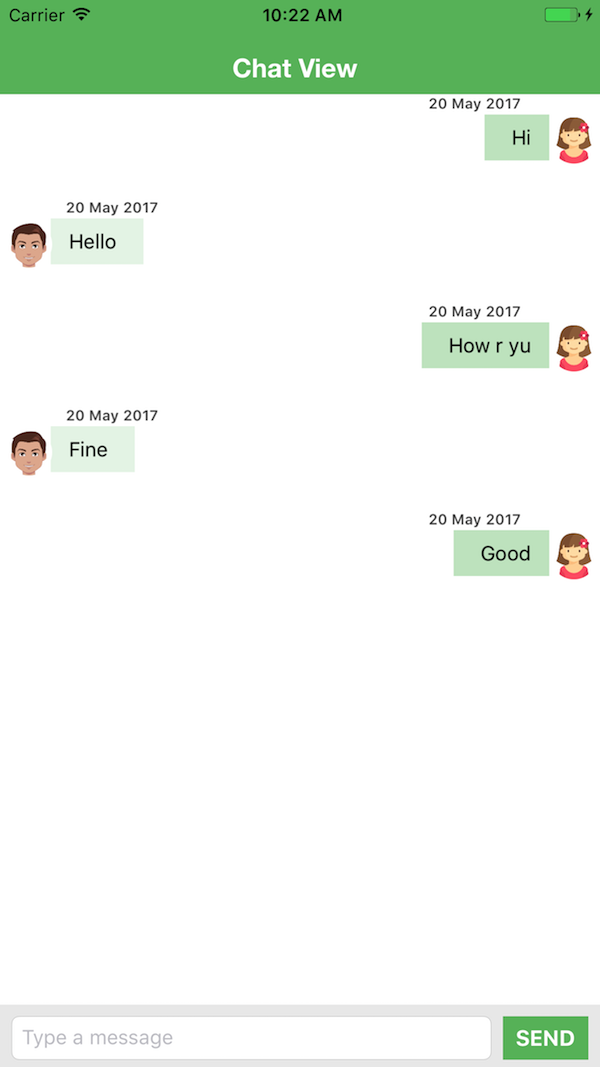 Carrier 10:22 AM
Chat View
20 May 2017
Hi
20 May 2017
Hello
20 May 2017
How r yu
20 May 2017
Fine
20 May 2017
Good
Type a message SEND